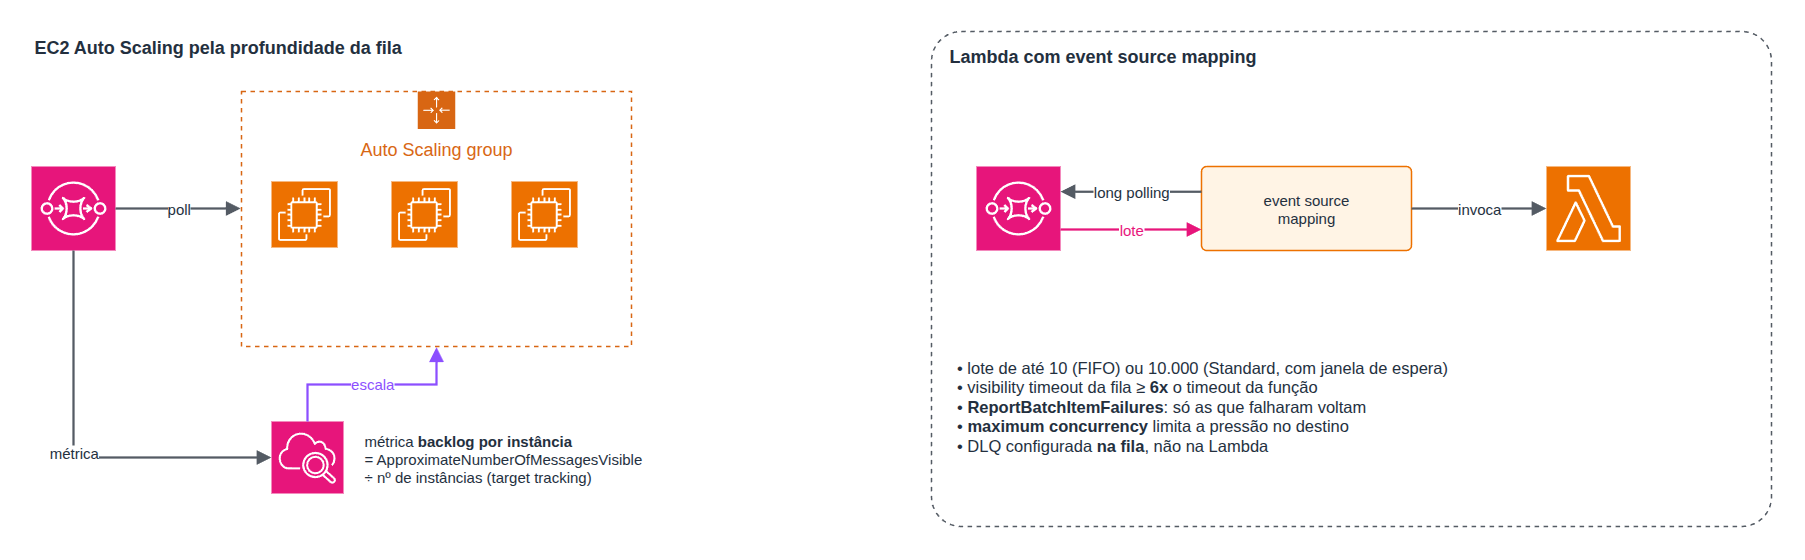 EC2 Auto Scaling pela profundidade da fila
Auto Scaling group
poll
escala
métrica
métrica backlog por instância
= ApproximateNumberOfMessagesVisible
÷ nº de instâncias (target tracking)
Lambda com event source mapping
long polling
lote
event source
mapping
invoca
• lote de até 10 (FIFO) ou 10.000 (Standard, com janela de espera)
• visibility timeout da fila ≥ 6x o timeout da função
• ReportBatchItemFailures: só as que falharam voltam
• maximum concurrency limita a pressão no destino
• DLQ configurada na fila, não na Lambda